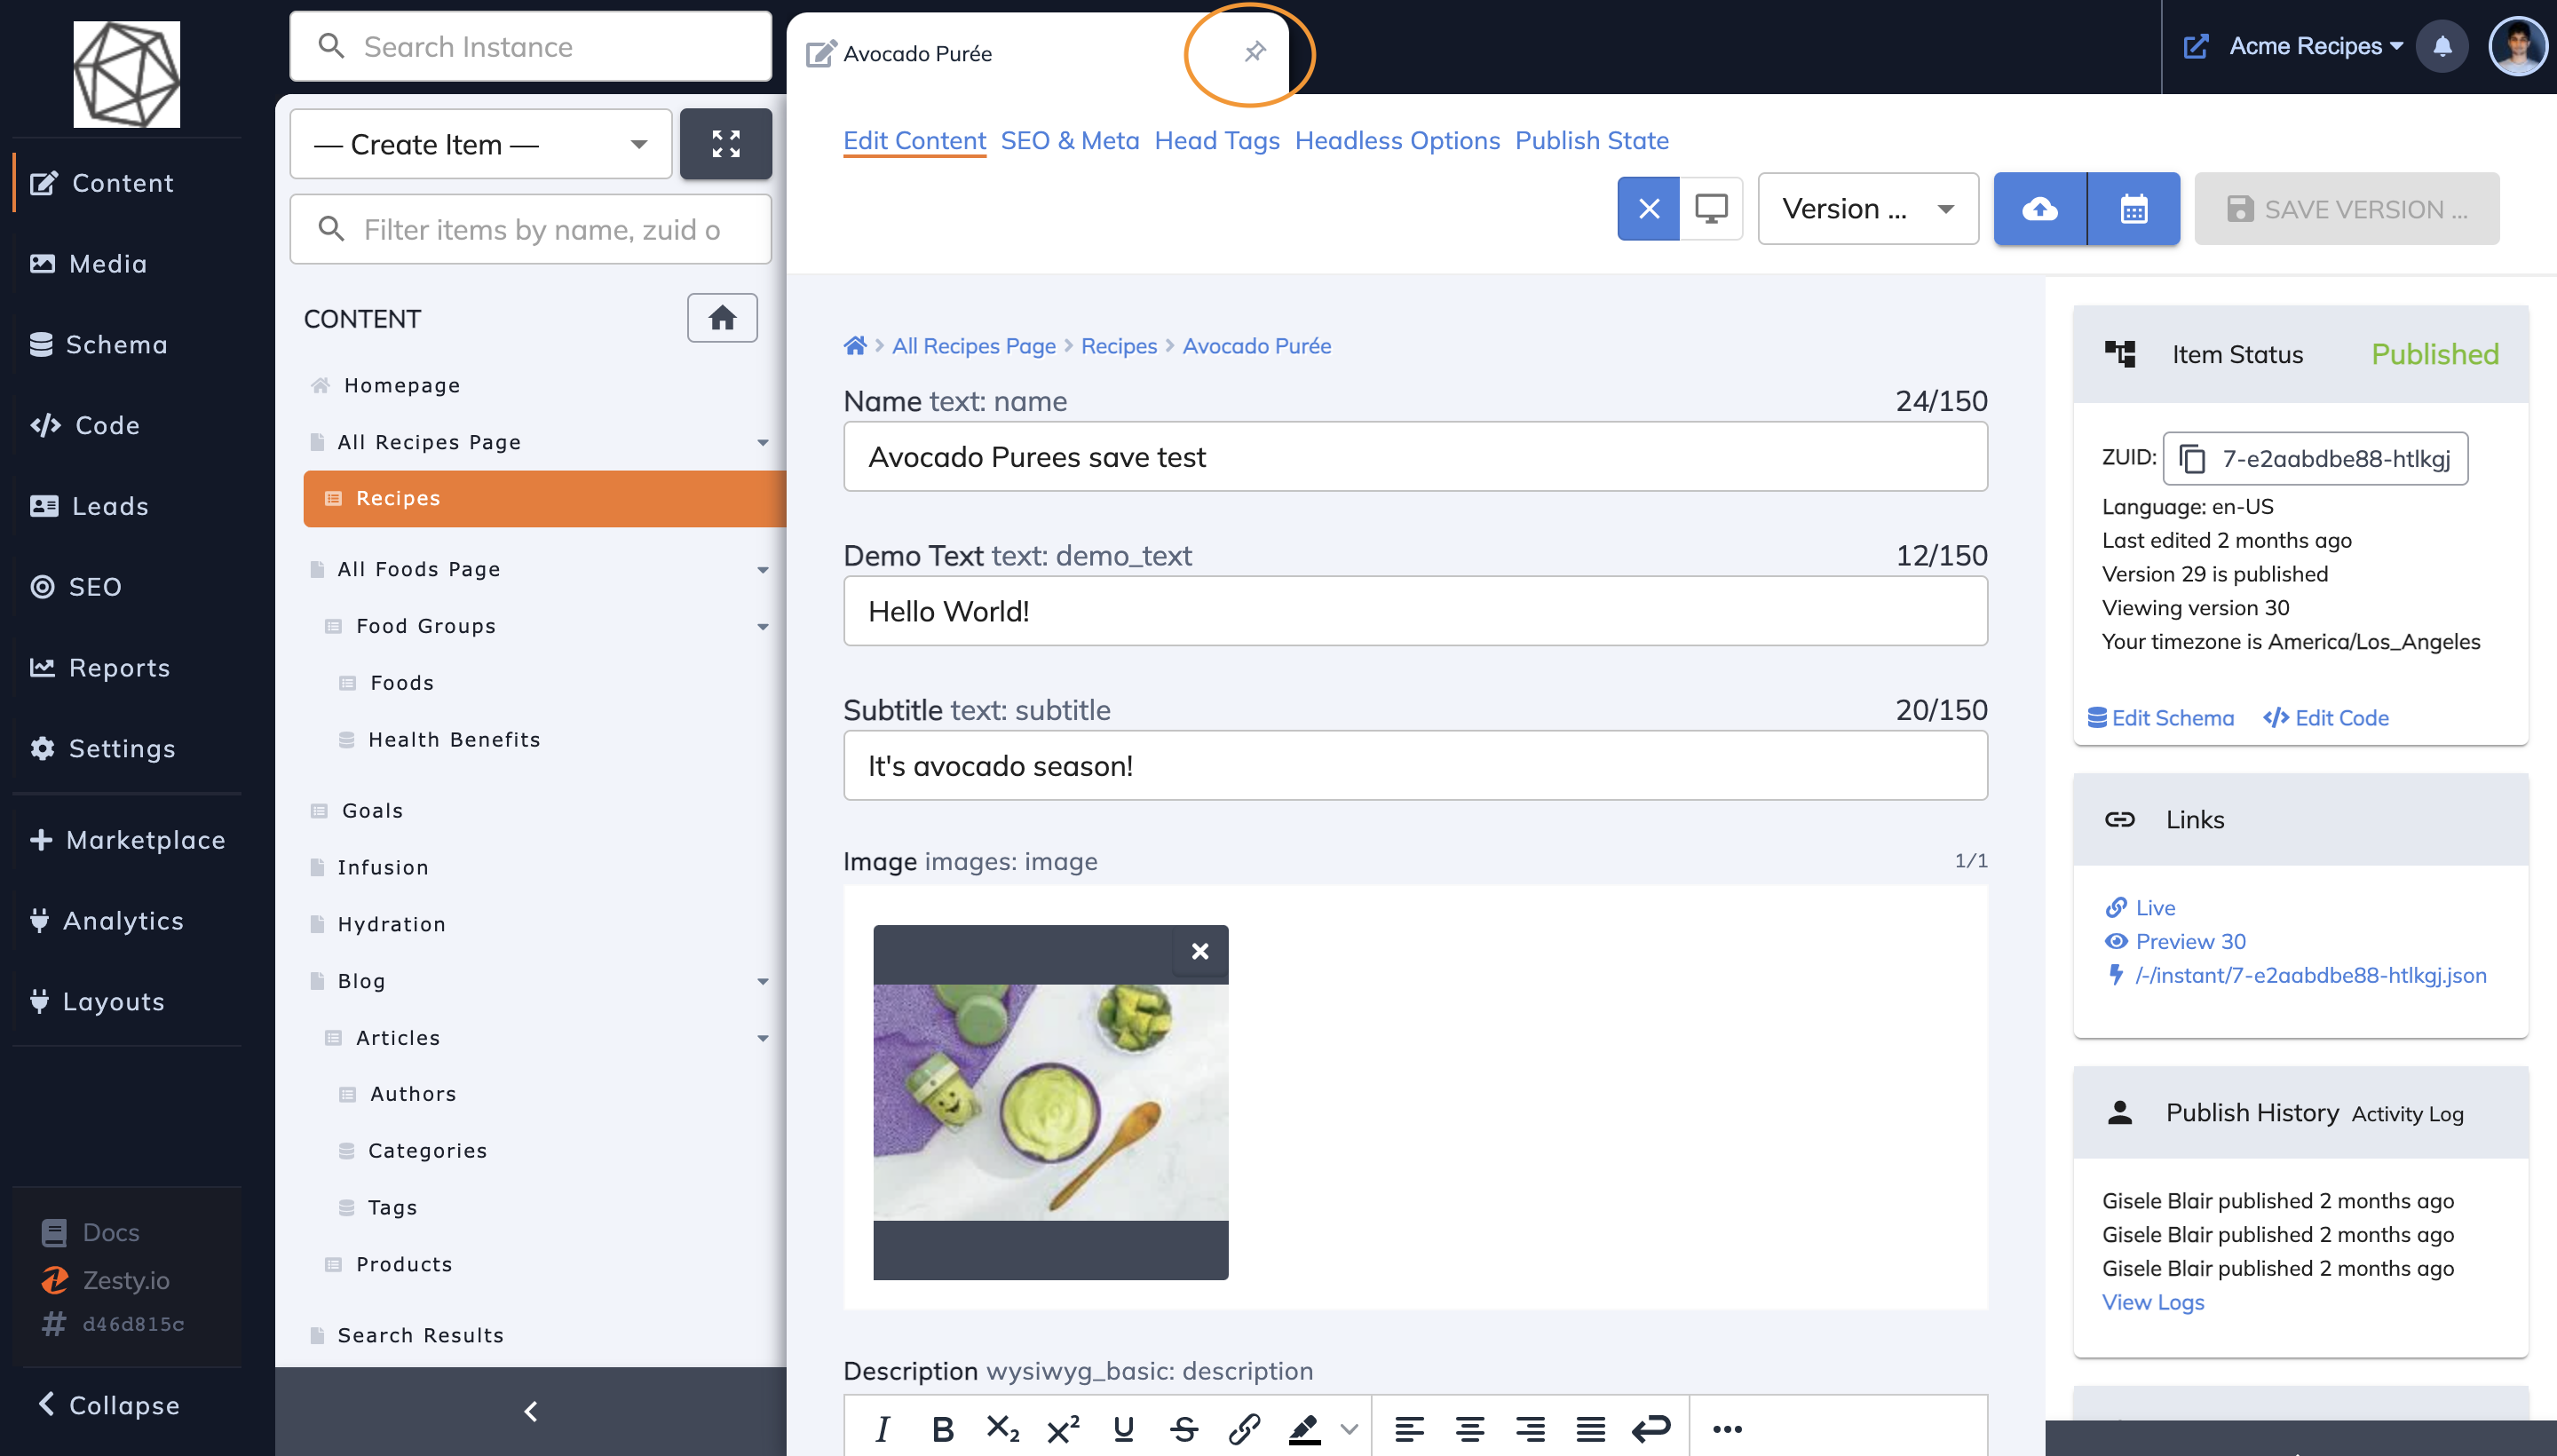 Search Instance
Avocado Purée
Acme Recipes
— Create Item —
Filter items by name, zuid o
Content
Media
Schema
Code
Leads
SEO
Reports
Settings
Marketplace
Analytics
Layouts
Docs
Zesty.io
d46d815c
Collapse
CONTENT
Homepage
All Recipes Page
Recipes
All Foods Page
Food Groups
Foods
Health Benefits
Goals
Infusion
Hydration
Blog
Articles
Authors
Categories
Tags
Products
Search Results
Edit Content SEO & Meta Head Tags Headless Options Publish State
Version ...
SAVE VERSION ...
All Recipes Page Recipes Avocado Purée
Name text: name 24/150
Avocado Purees save test
Demo Text text: demo_text 12/150
Hello World!
Subtitle text: subtitle 20/150
It's avocado season!
Image images: image 1/1
Description wysiwyg_basic: description
Item Status Published
ZUID: 7-e2aabdbe88-htlkgj
Language: en-US
Last edited 2 months ago
Version 29 is published
Viewing version 30
Your timezone is America/Los_Angeles
Edit Schema Edit Code
Links
Live
Preview 30
/-/instant/7-e2aabdbe88-htlkgj.json
Publish History Activity Log
Gisele Blair published 2 months ago
Gisele Blair published 2 months ago
Gisele Blair published 2 months ago
View Logs